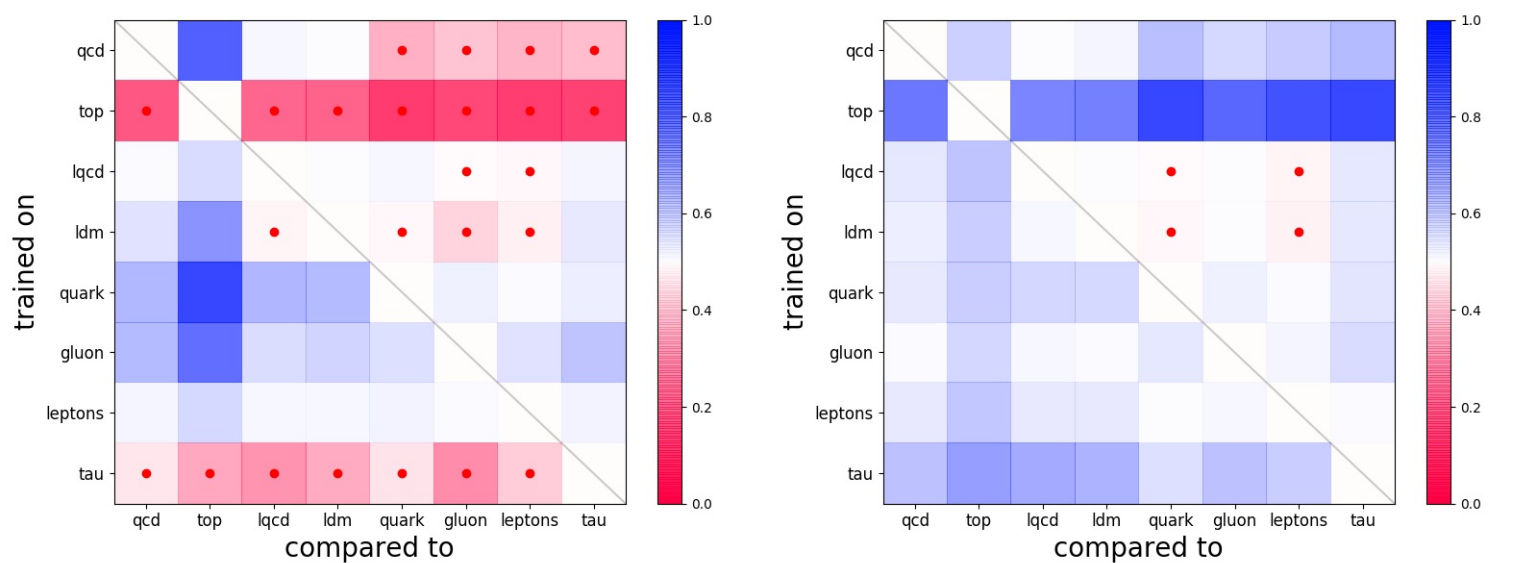 qcd
top
lqcd
ldm
quark
gluon
leptons
tau
trained on
qcd top lqcd ldm quark gluon leptons tau
compared to
1.0
0.8
0.6
0.4
0.2
0.0
qcd
top
lqcd
ldm
quark
gluon
leptons
tau
trained on
qcd top lqcd ldm quark gluon leptons tau
compared to
1.0
0.8
0.6
0.4
0.2
0.0